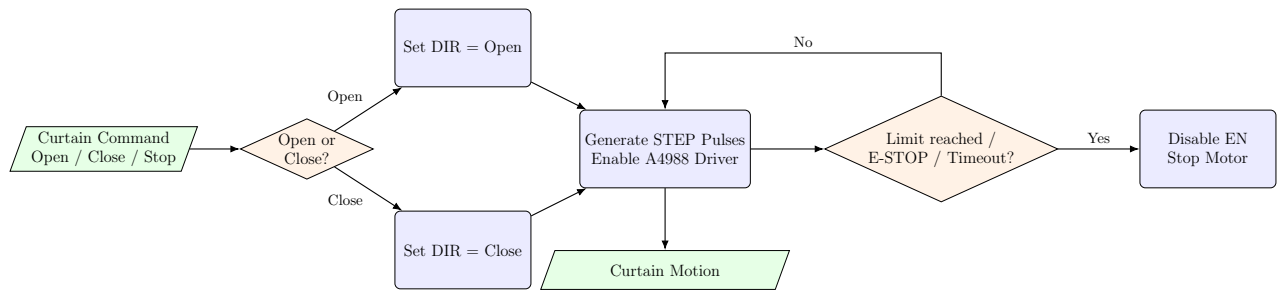 Curtain Command
Open / Close / Stop
Open or
Close?
Open
Close
Set DIR = Open
Set DIR = Close
Generate STEP Pulses
Enable A4988 Driver
Curtain Motion
No
Limit reached /
E-STOP / Timeout?
Yes
Disable EN
Stop Motor